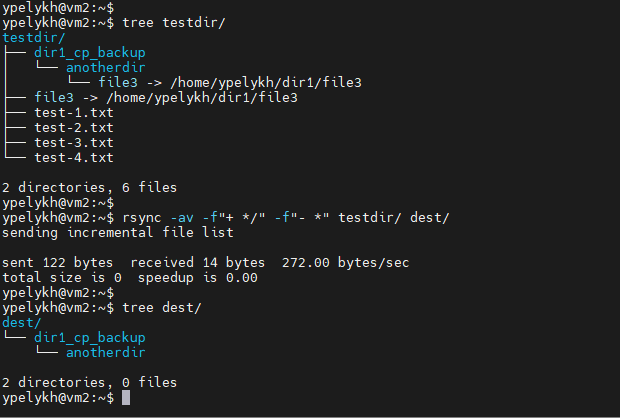 ypelykh@vm2:~$
ypelykh@vm2:~$ tree testdir/
testdir/
├── dir1_cp_backup
│   └── anotherdir
│       └── file3 -> /home/ypelykh/dir1/file3
├── file3 -> /home/ypelykh/dir1/file3
├── test-1.txt
├── test-2.txt
├── test-3.txt
└── test-4.txt
2 directories, 6 files
ypelykh@vm2:~$
ypelykh@vm2:~$ rsync -av -f"+ */" -f"- *" testdir/ dest/
sending incremental file list
sent 122 bytes  received 14 bytes  272.00 bytes/sec
total size is 0  speedup is 0.00
ypelykh@vm2:~$
ypelykh@vm2:~$ tree dest/
dest/
└── dir1_cp_backup
    └── anotherdir
2 directories, 0 files
ypelykh@vm2:~$